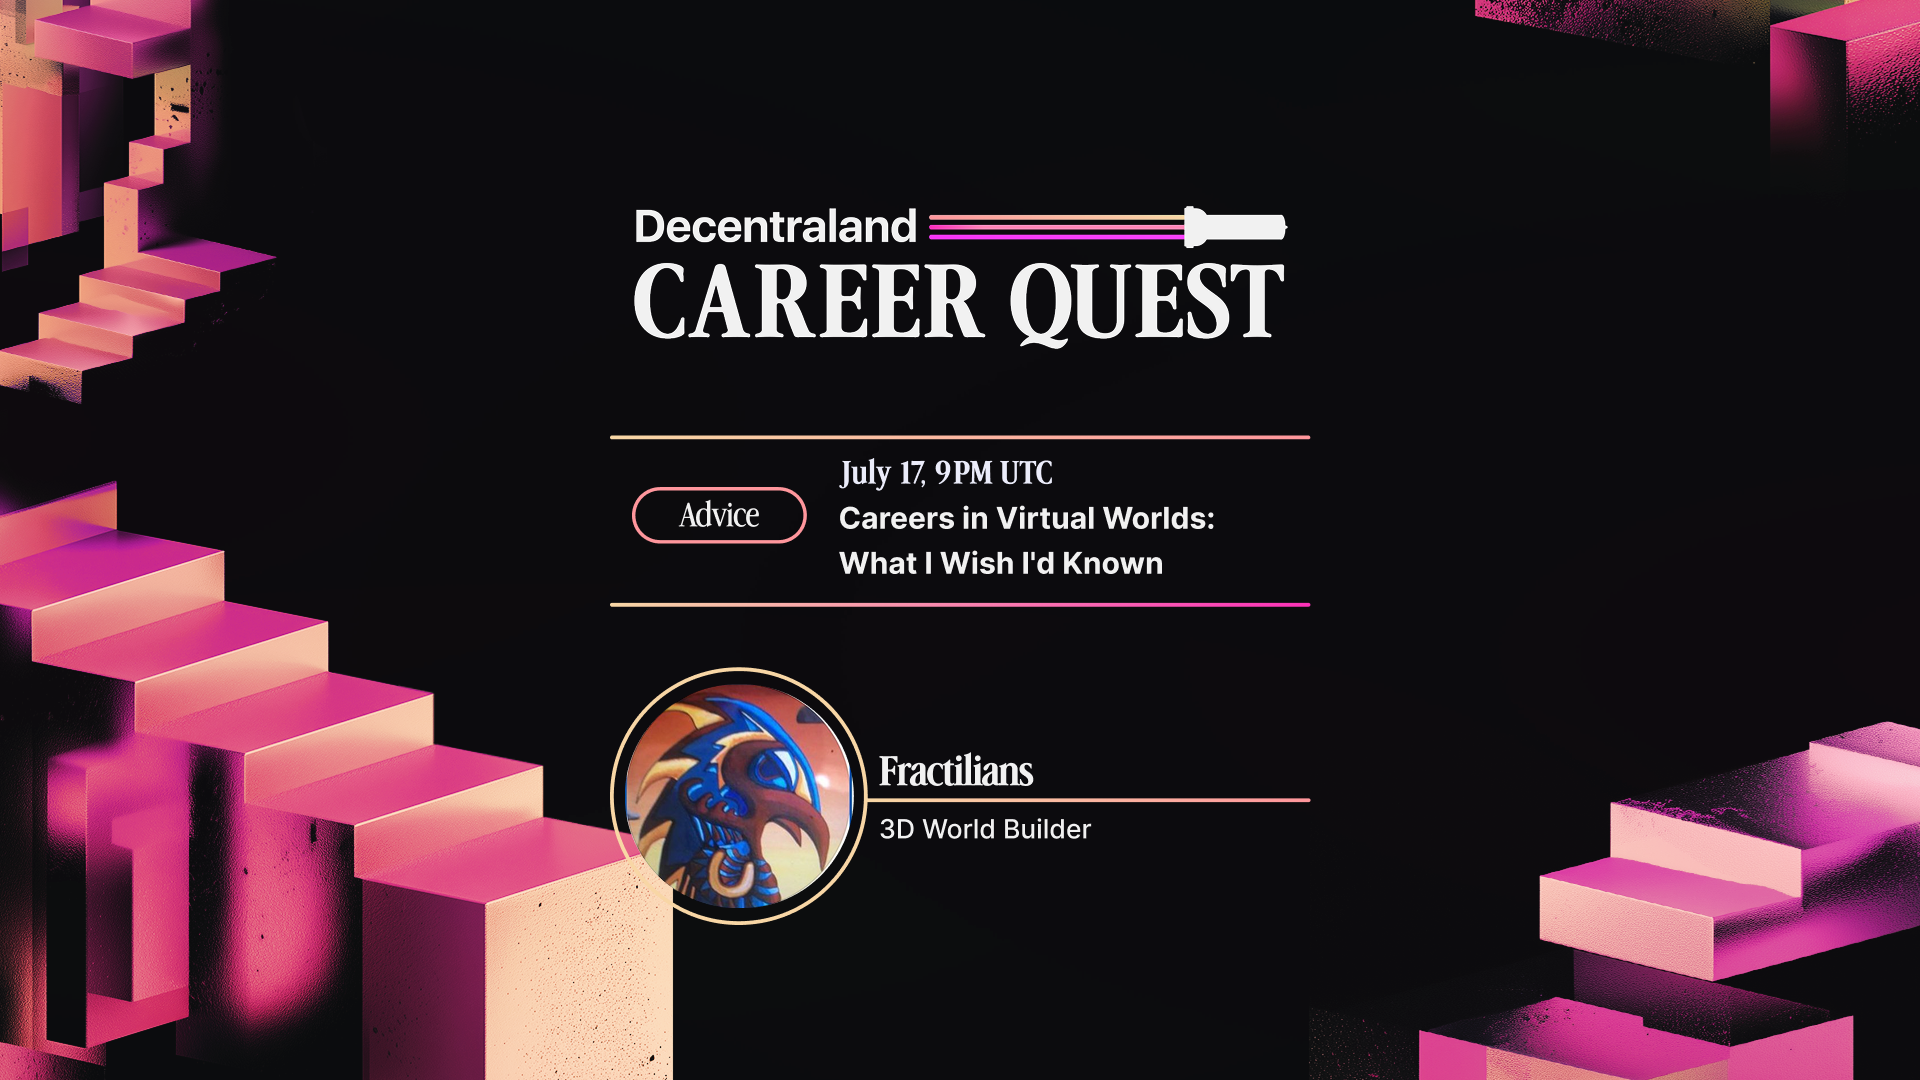 Decentraland
CAREER QUEST
Advice
July 17, 9PM UTC
Careers in Virtual Worlds:
What I Wish I'd Known
Fractilians
3D World Builder